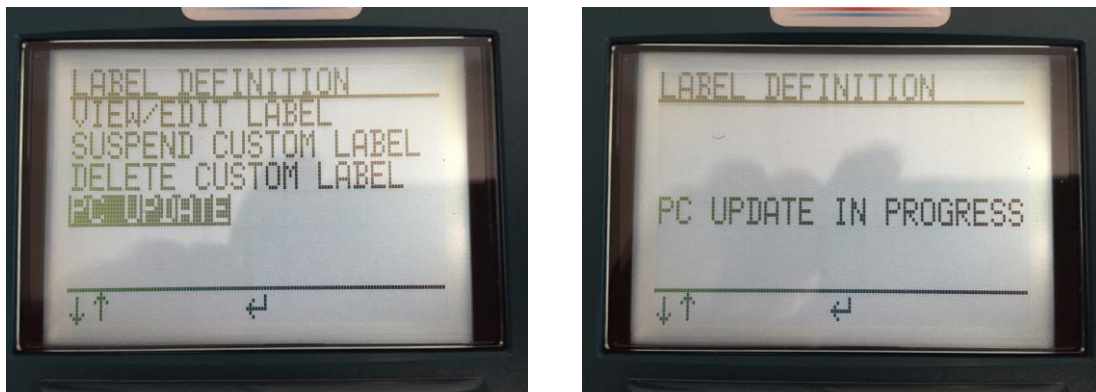 LABEL DEFINITION
VIEW/EDIT LABEL
SUSPEND CUSTOM LABEL
DELETE CUSTOM LABEL
PC UPDATE
LABEL DEFINITION
PC UPDATE IN PROGRESS